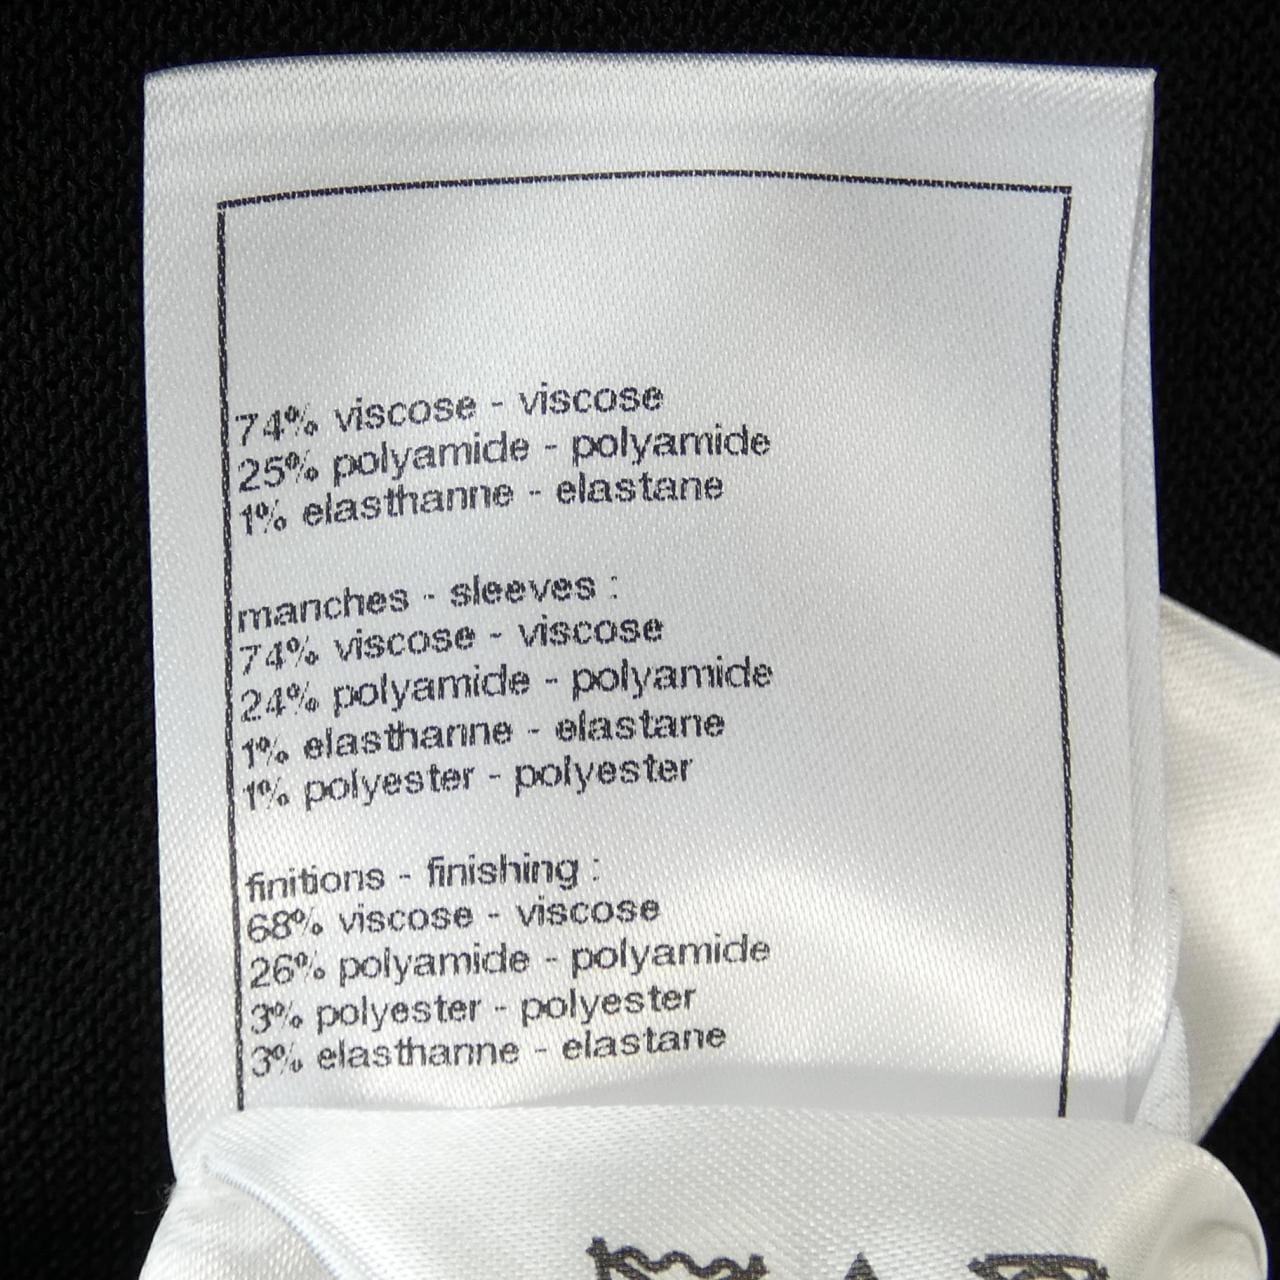 74% viscose - viscose
25% polyamide - polyamide
1% elasthanne - elastane
manches - sleeves :
74% viscose - viscose
24% polyamide - polyamide
1% elasthanne - elastane
1% polyester - polyester
finitions - finishing :
68% viscose - viscose
26% polyamide - polyamide
3% polyester - polyester
3% elasthanne - elastane